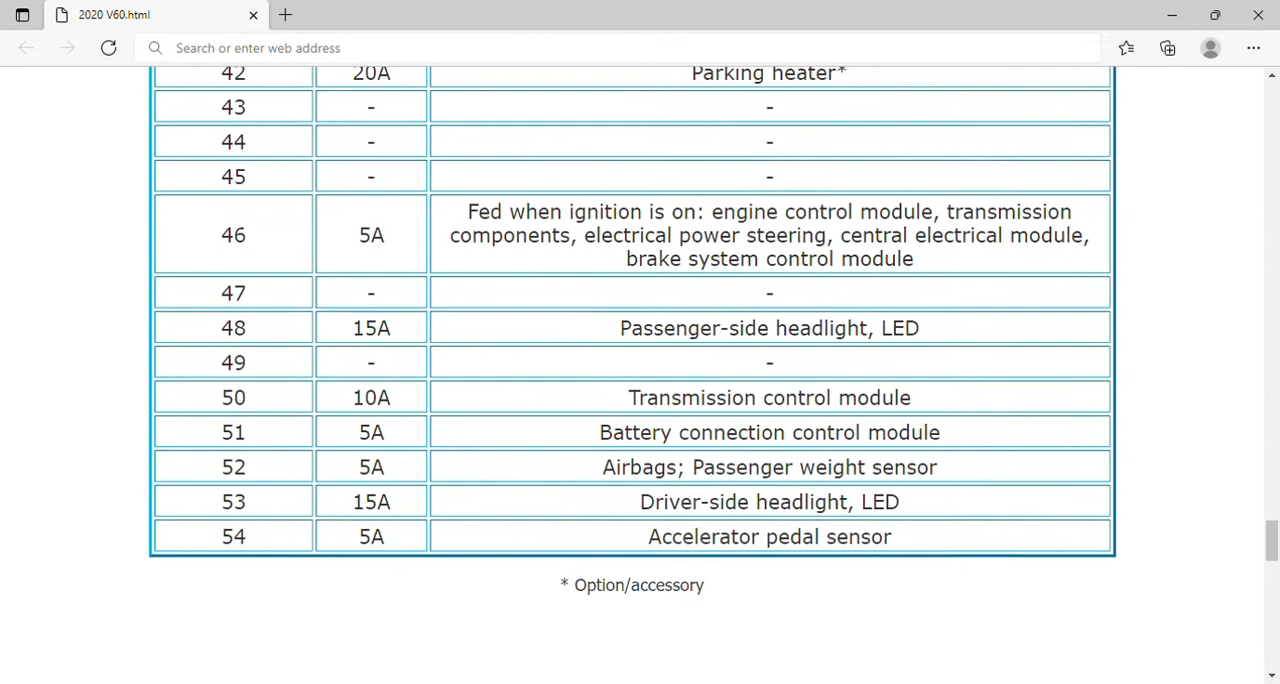 2020 V60.html
Search or enter web address
42 20A Parking heater*
43 - -
44 - -
45 - -
46 5A Fed when ignition is on: engine control module, transmission
components, electrical power steering, central electrical module,
brake system control module
47 - -
48 15A Passenger-side headlight, LED
49 - -
50 10A Transmission control module
51 5A Battery connection control module
52 5A Airbags; Passenger weight sensor
53 15A Driver-side headlight, LED
54 5A Accelerator pedal sensor
* Option/accessory